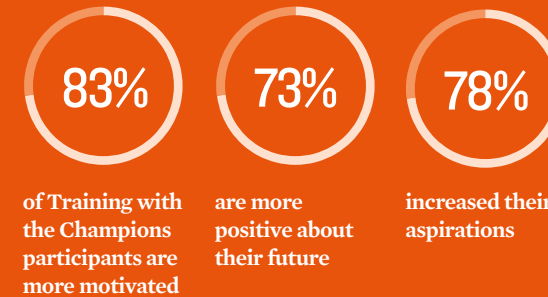 83%
of Training with
the Champions
participants are
more motivated
73%
are more
positive about
their future
78%
increased their
aspirations